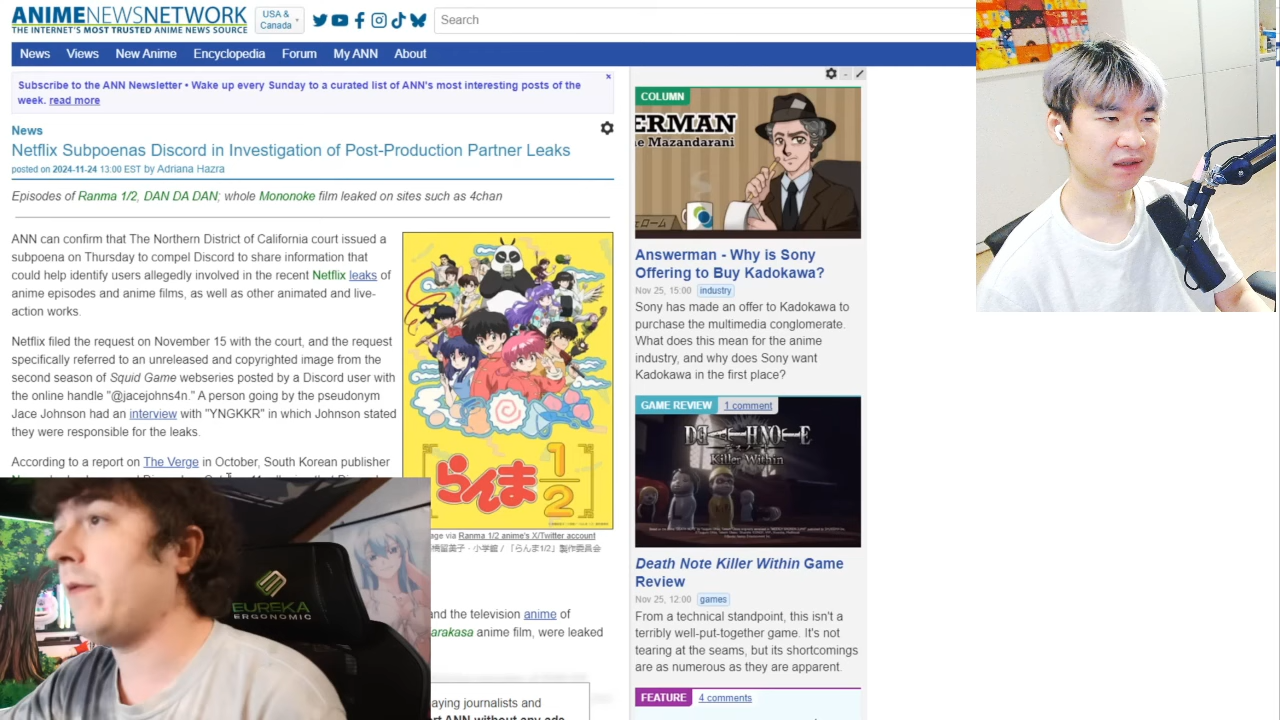 ANIMENEWSNETWORK
THE INTERNET'S MOST TRUSTED ANIME NEWS SOURCE
USA &
Canada
Search
News
Views
New Anime
Encyclopedia
Forum
My ANN
About
Subscribe to the ANN Newsletter • Wake up every Sunday to a curated list of ANN's most interesting posts of the
week. read more
News
Netflix Subpoenas Discord in Investigation of Post-Production Partner Leaks
posted on 2024-11-24 13:00 EST by Adriana Hazra
Episodes of Ranma 1/2, DAN DA DAN; whole Mononoke film leaked on sites such as 4chan
ANN can confirm that The Northern District of California court issued a
subpoena on Thursday to compel Discord to share information that
could help identify users allegedly involved in the recent Netflix leaks of
anime episodes and anime films, as well as other animated and live-
action works.
Netflix filed the request on November 15 with the court, and the request
specifically referred to an unreleased and copyrighted image from the
second season of Squid Game webseries posted by a Discord user with
the online handle "@jacejohns4n." A person going by the pseudonym
Jace Johnson had an interview with "YNGKKR" in which Johnson stated
they were responsible for the leaks.
According to a report on The Verge in October, South Korean publisher
らんま1/2
age via Ranma 1/2 anime's X/Twitter account
橋留美子・小学館 / 「らんま1/2」製作委員会
and the television anime of
arakasa anime film, were leaked
aying journalists and
rt ANN without any ads
EUREKA
ERGONOMIC
COLUMN
ERMAN
e Mazandarani
Answerman - Why is Sony
Offering to Buy Kadokawa?
Nov 25, 15:00 industry
Sony has made an offer to Kadokawa to
purchase the multimedia conglomerate.
What does this mean for the anime
industry, and why does Sony want
Kadokawa in the first place?
GAME REVIEW 1 comment
DEATH NOTE
Killer Within
Death Note Killer Within Game
Review
Nov 25, 12:00 games
From a technical standpoint, this isn't a
terribly well-put-together game. It's not
tearing at the seams, but its shortcomings
are as numerous as they are apparent.
FEATURE 4 comments